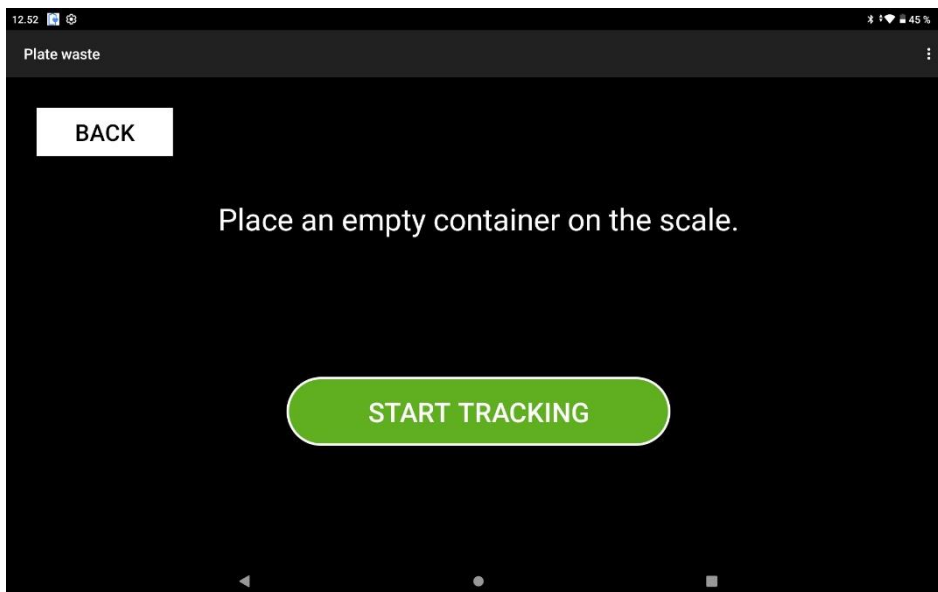 12.52
45 %
Plate waste
BACK
Place an empty container on the scale.
START TRACKING